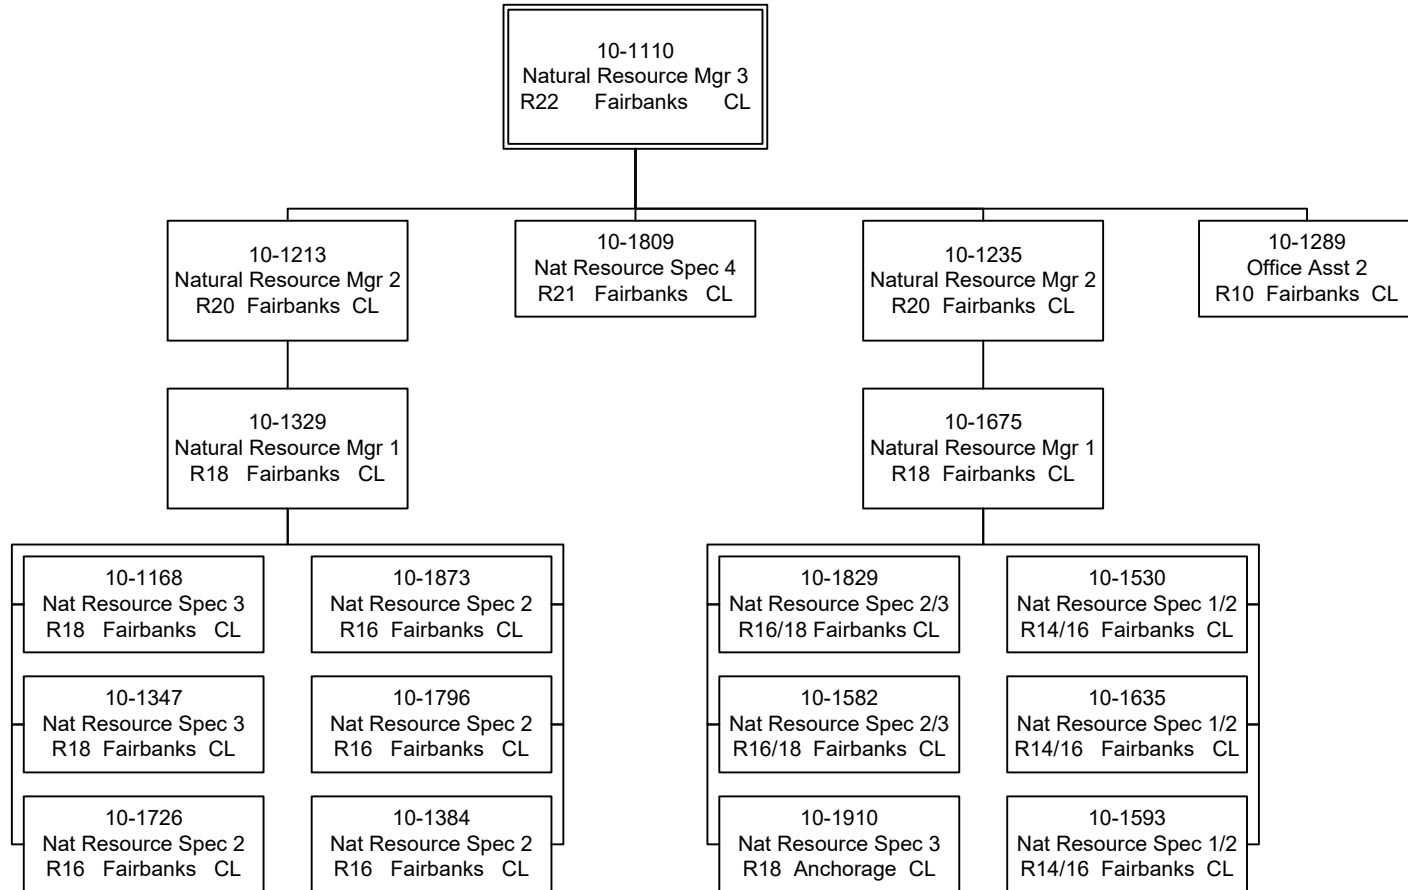 10-1110
Natural Resource Mgr 3
R22 Fairbanks CL
10-1213
Natural Resource Mgr 2
R20 Fairbanks CL
10-1809
Nat Resource Spec 4
R21 Fairbanks CL
10-1235
Natural Resource Mgr 2
R20 Fairbanks CL
10-1289
Office Asst 2
R10 Fairbanks CL
10-1329
Natural Resource Mgr 1
R18 Fairbanks CL
10-1675
Natural Resource Mgr 1
R18 Fairbanks CL
10-1168
Nat Resource Spec 3
R18 Fairbanks CL
10-1873
Nat Resource Spec 2
R16 Fairbanks CL
10-1829
Nat Resource Spec 2/3
R16/18 Fairbanks CL
10-1530
Nat Resource Spec 1/2
R14/16 Fairbanks CL
10-1347
Nat Resource Spec 3
R18 Fairbanks CL
10-1796
Nat Resource Spec 2
R16 Fairbanks CL
10-1582
Nat Resource Spec 2/3
R16/18 Fairbanks CL
10-1635
Nat Resource Spec 1/2
R14/16 Fairbanks CL
10-1726
Nat Resource Spec 2
R16 Fairbanks CL
10-1384
Nat Resource Spec 2
R16 Fairbanks CL
10-1910
Nat Resource Spec 3
R18 Anchorage CL
10-1593
Nat Resource Spec 1/2
R14/16 Fairbanks CL